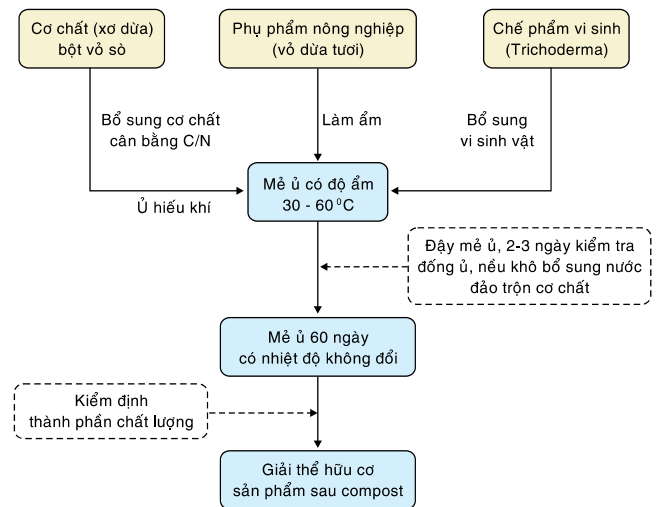 Cơ chất (xơ dừa)
bột vỏ sò
Phụ phẩm nông nghiệp
(vỏ dừa tươi)
Chế phẩm vi sinh
(Trichoderma)
Bổ sung cơ chất
cân bằng C/N
Làm ẩm
Bổ sung
vi sinh vật
Ủ hiếu khí
Mẻ ủ có độ ẩm
30 - 60 ⁰C
Đậy mẻ ủ, 2-3 ngày kiểm tra
đống ủ, nều khô bổ sung nước
đảo trộn cơ chất
Mẻ ủ 60 ngày
có nhiệt độ không đổi
Kiểm định
thành phần chất lượng
Giải thể hữu cơ
sản phẩm sau compost